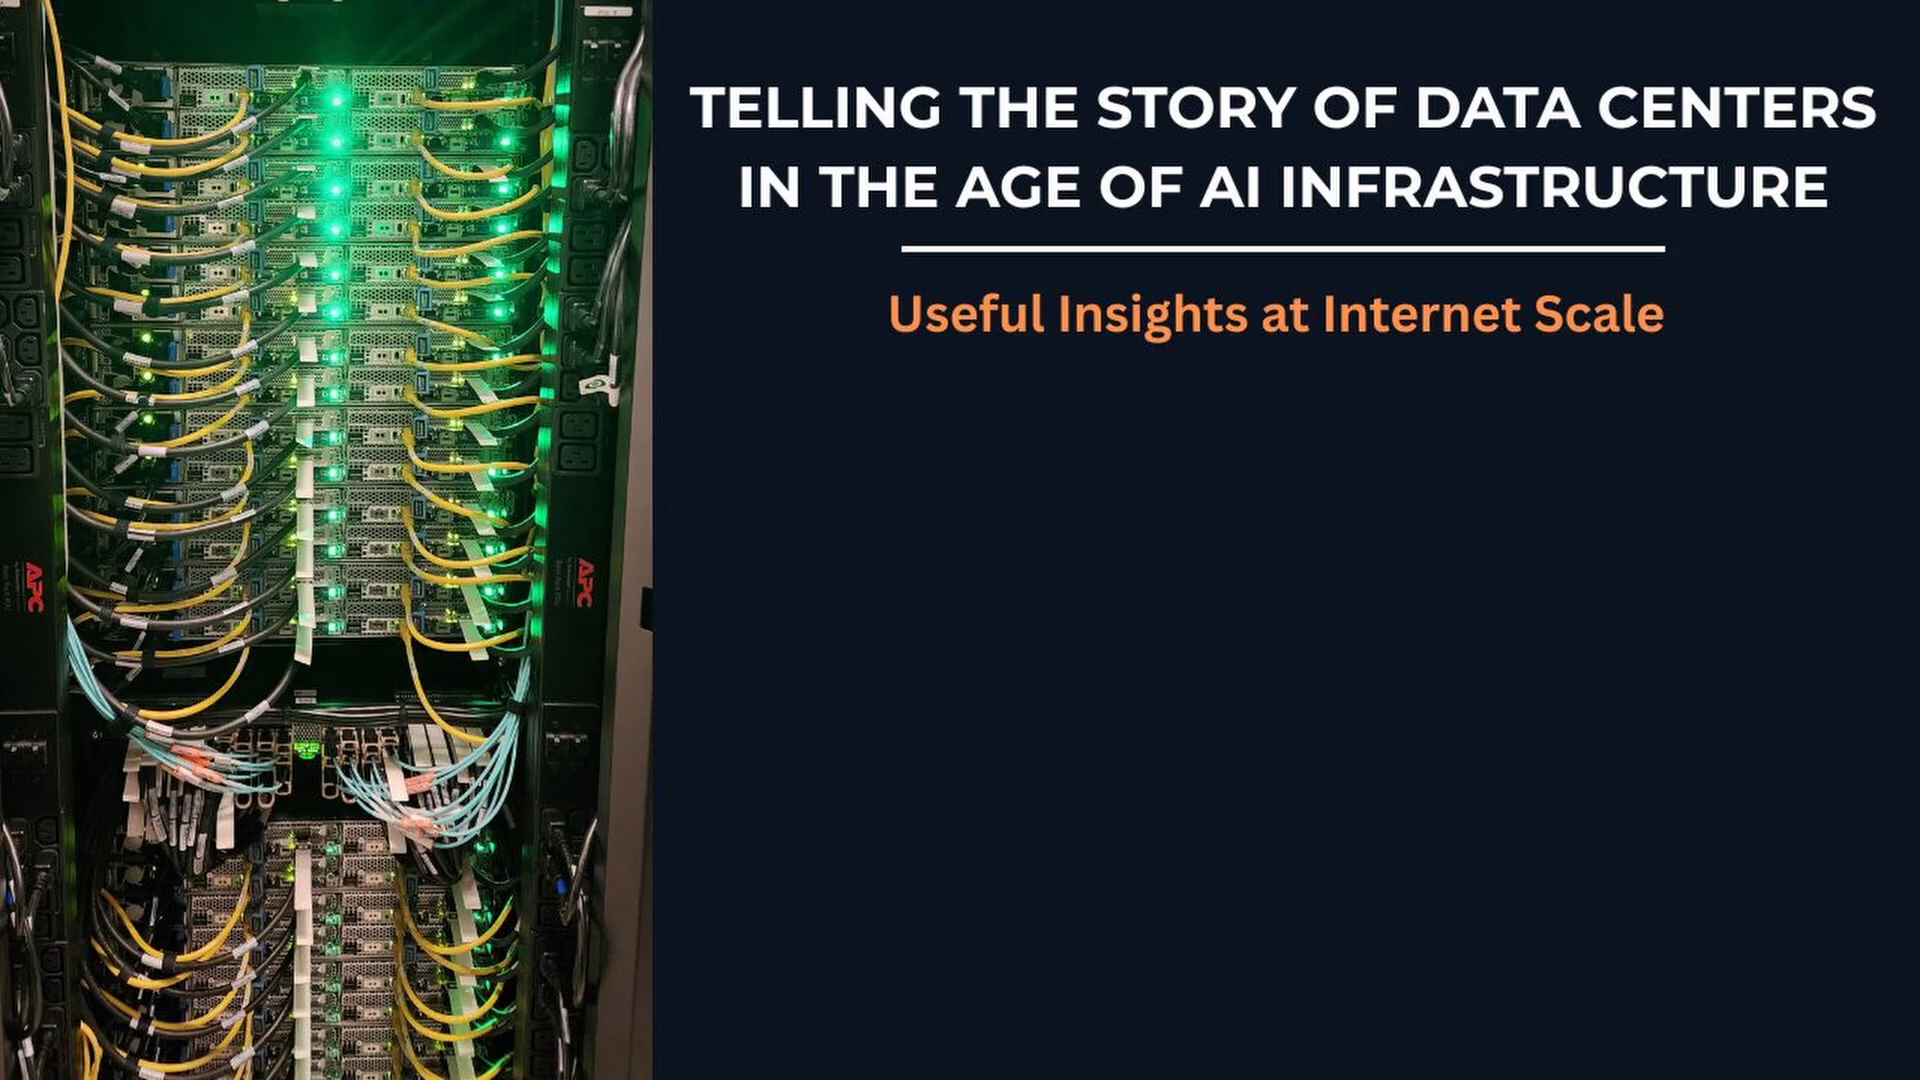 TELLING THE STORY OF DATA CENTERS
IN THE AGE OF AI INFRASTRUCTURE
Useful Insights at Internet Scale
APC
APC